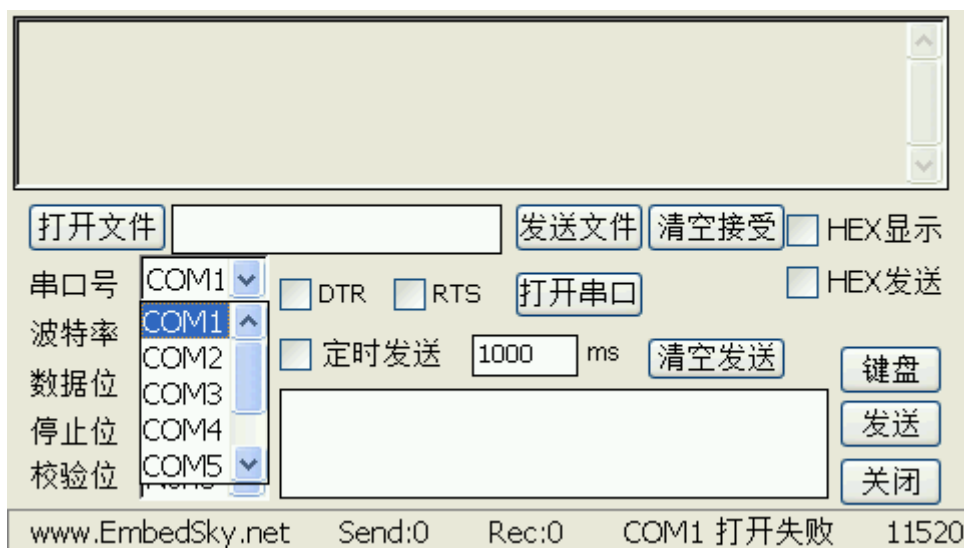 打开文件 发送文件 清空接受 HEX显示
串口号 COM1 DTR RTS 打开串口 HEX发送
波特率 COM1
定时发送 1000 ms 清空发送
COM2
键盘
数据位 COM3
停止位 COM4 发送
校验位 COM5
关闭
www.EmbedSky.net Send:0 Rec:0 COM1 打开失败 11520